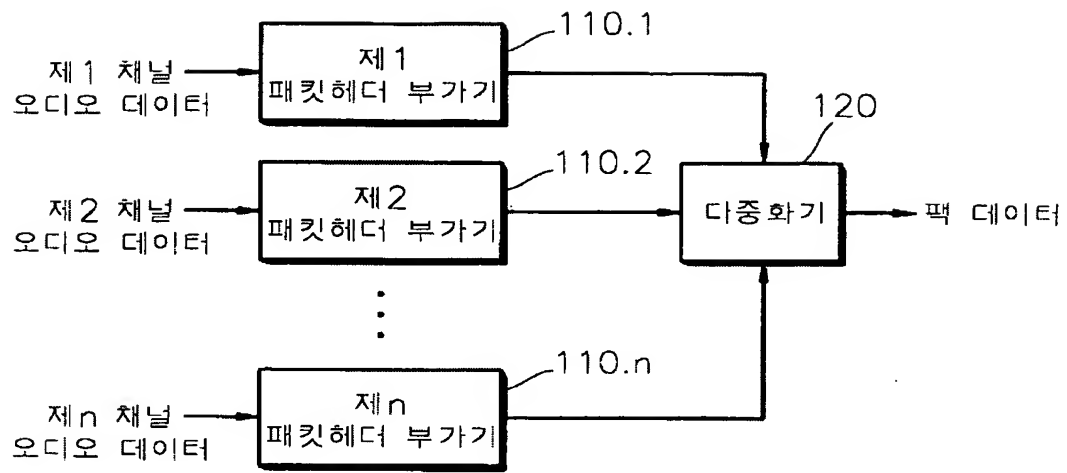 110.1
제1 채널
오디오 데이터
제1
패킷헤더 부가기
120
110.2
제2 채널
오디오 데이터
제2
패킷헤더 부가기
다중화기
팩 데이터
110.n
제n 채널
오디오 데이터
제n
패킷헤더 부가기